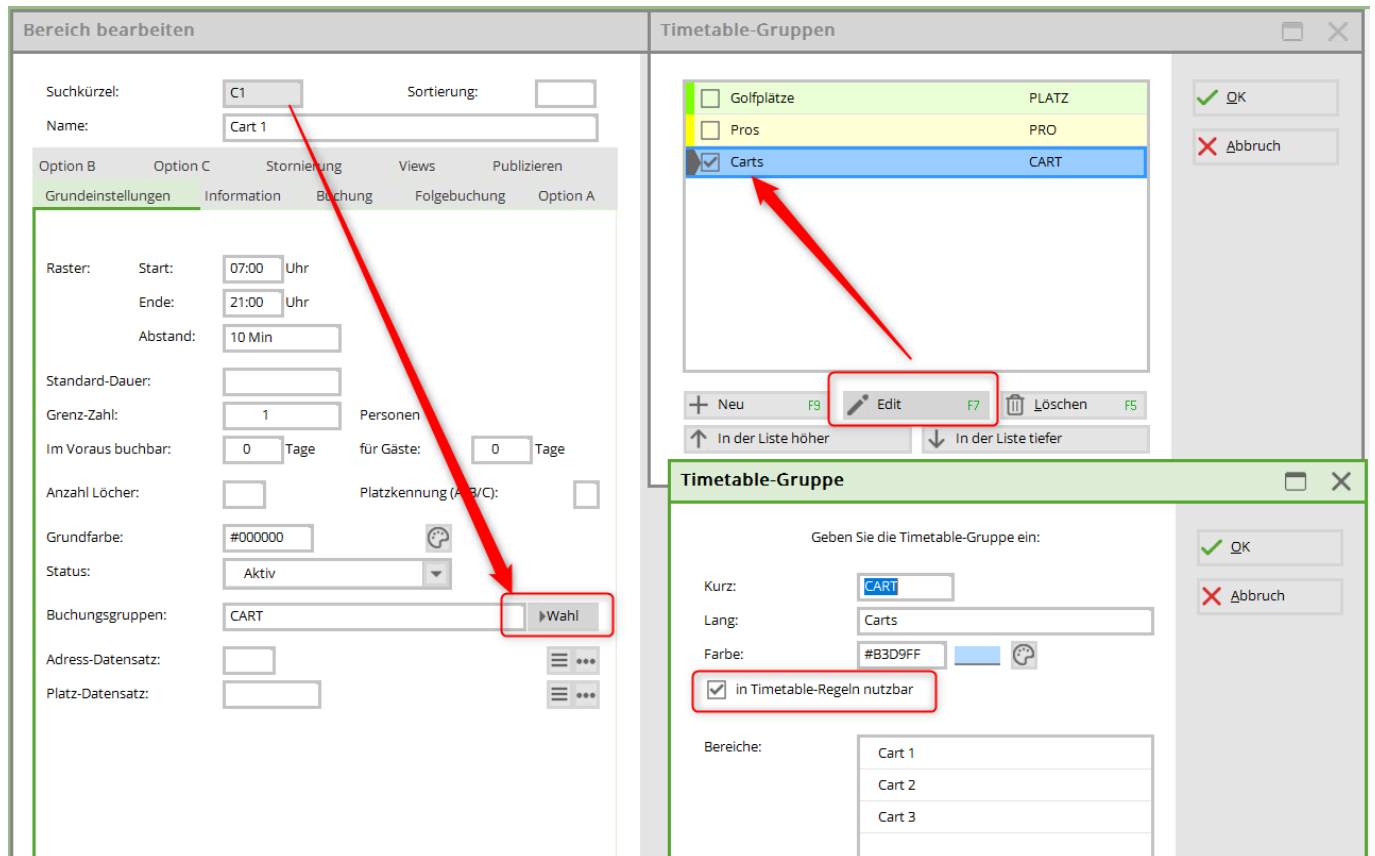 Bereich bearbeiten
Suchkürzel: C1 Sortierung:
Name: Cart 1
Option B Option C Stornierung Views Publizieren
Grundeinstellungen Information Buchung Folgebuchung Option A
Raster: Start: 07:00 Uhr
Ende: 21:00 Uhr
Abstand: 10 Min
Standard-Dauer:
Grenz-Zahl: 1 Personen
Im Voraus buchbar: 0 Tage für Gäste: 0 Tage
Anzahl Löcher: Platzkennung (A/B/C):
Grundfarbe: #000000
Status: Aktiv
Buchungsgruppen: CART Wahl
Adress-Datensatz:
Platz-Datensatz:
Timetable-Gruppen
Golfplätze PLATZ
Pros PRO
Carts CART
OK
Abbruch
Neu F9 Edit F7 Löschen F5
In der Liste höher In der Liste tiefer
Timetable-Gruppe
Geben Sie die Timetable-Gruppe ein:
Kurz: CART
Lang: Carts
Farbe: #B3D9FF
in Timetable-Regeln nutzbar
Bereiche: Cart 1
Cart 2
Cart 3
OK
Abbruch